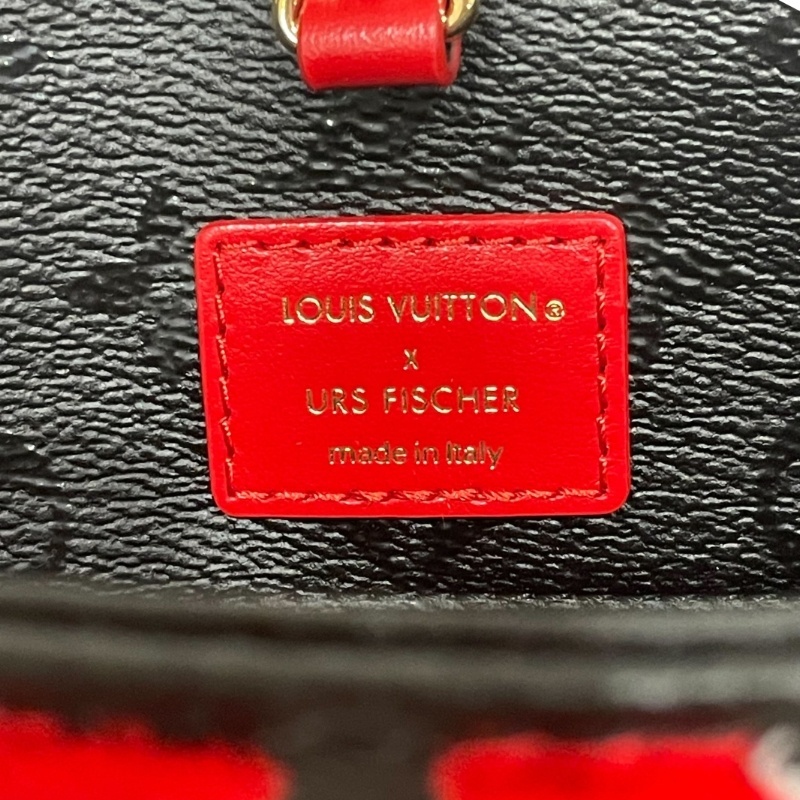 LOUIS VUITTON®
X
URS FISCHER
made in Italy